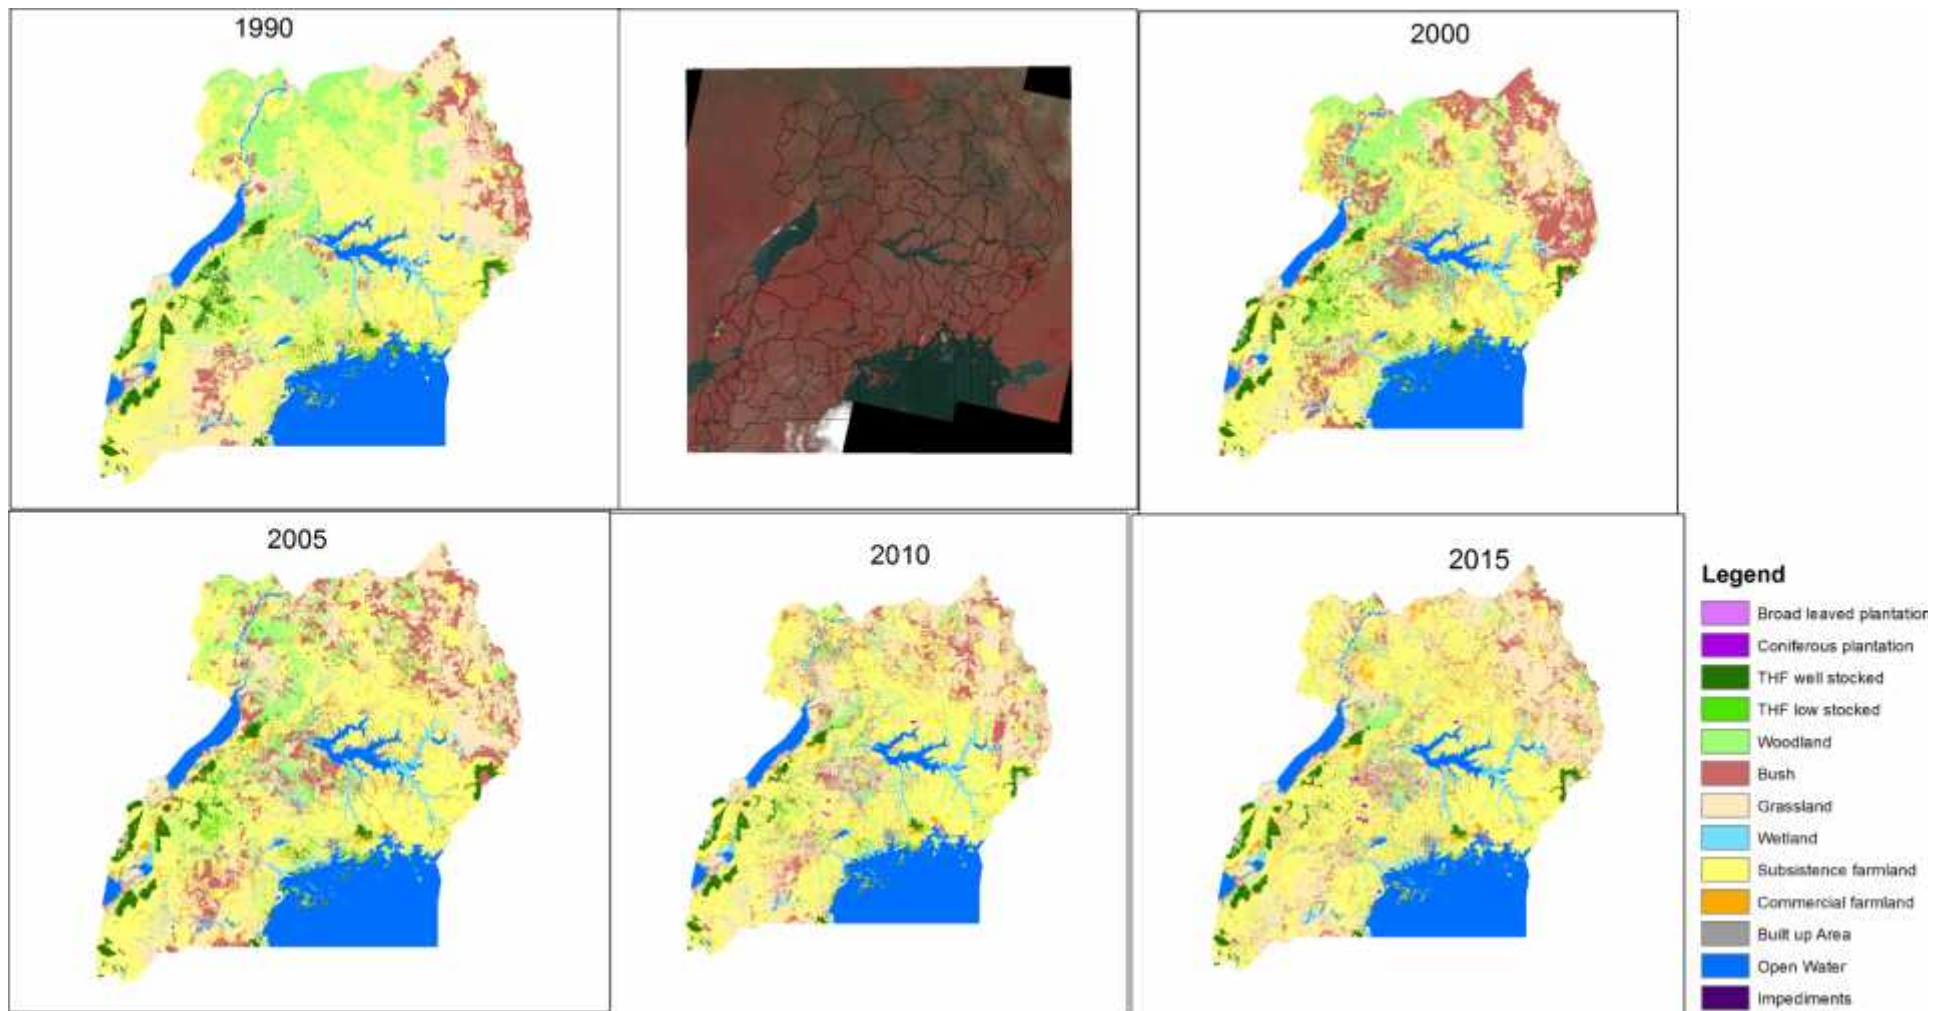 1990
2000
2005
2010
2015
Legend
Broad leaved plantation
Coniferous plantation
THF well stocked
THF low stocked
Woodland
Bush
Grassland
Wetland
Subsistence farmland
Commercial farmland
Built up Area
Open Water
Impediments